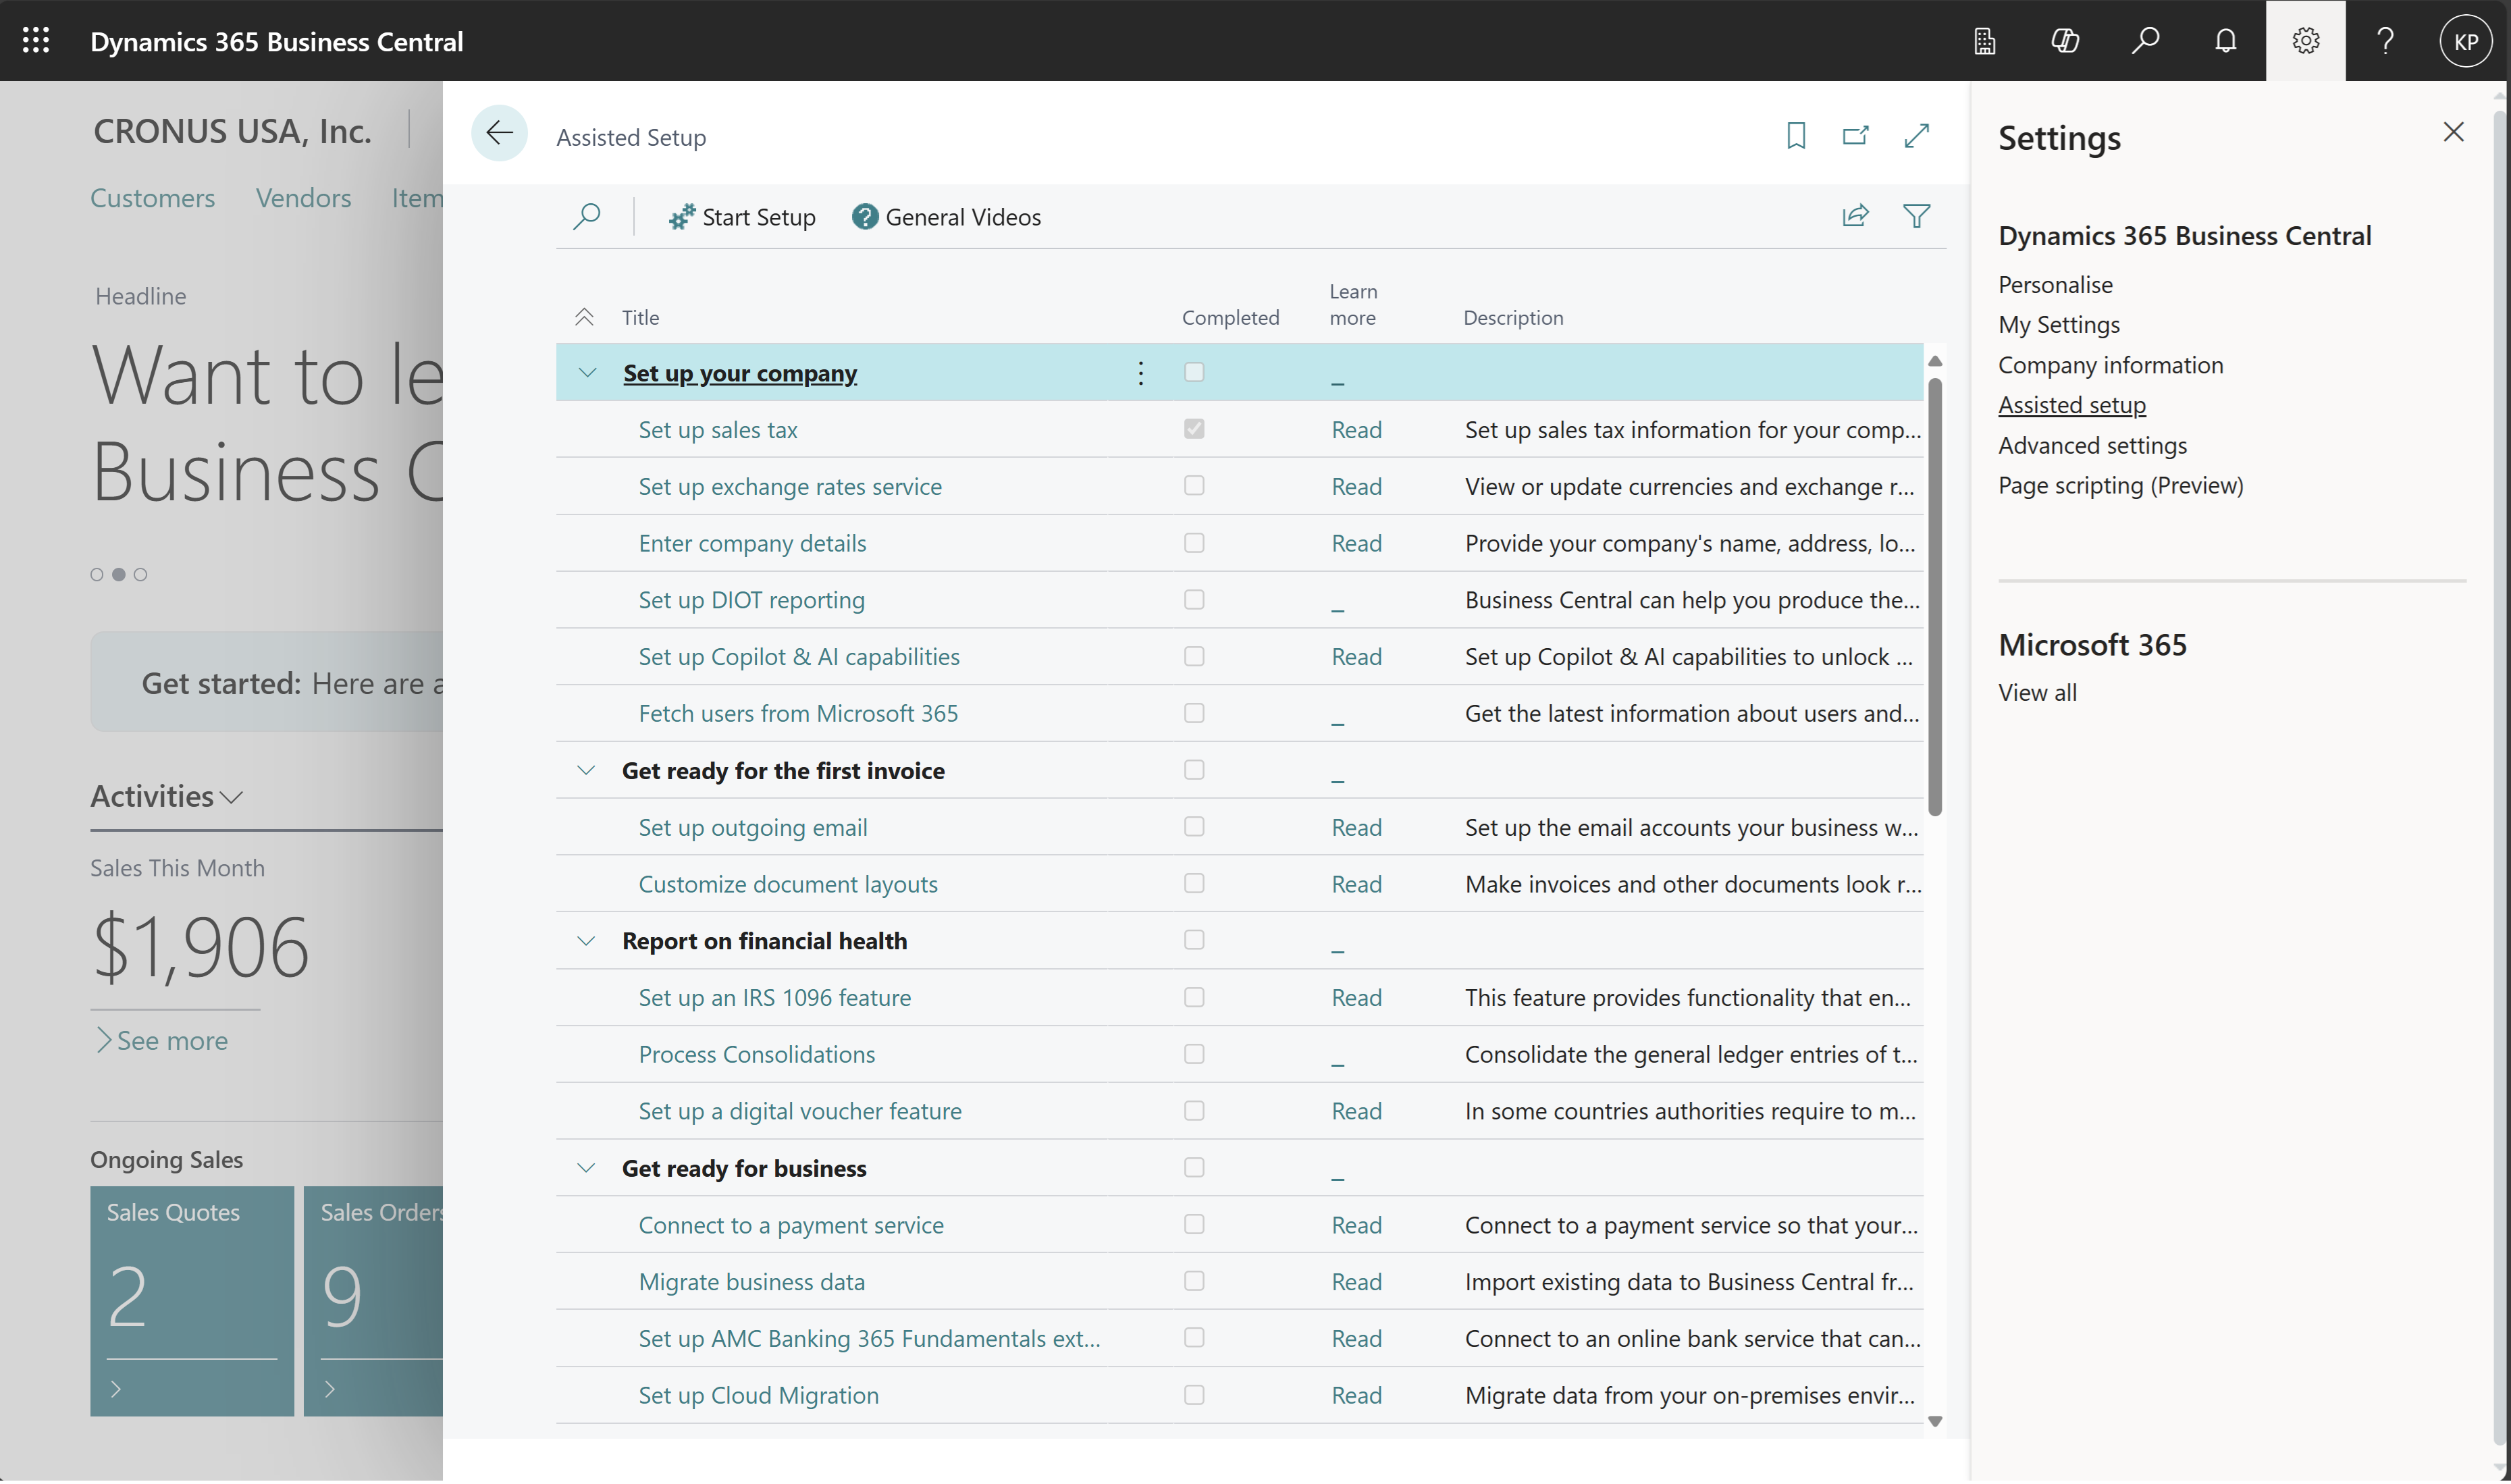 Dynamics 365 Business Central
KP
CRONUS USA, Inc.
Customers Vendors Item
Headline
Want to le
Business C
Get started: Here are a
Activities
Sales This Month
$1,906
See more
Ongoing Sales
Sales Quotes
2
Sales Orders
9
Assisted Setup
Start Setup General Videos
Title Completed Learn more Description
Set up your company _
Set up sales tax Read Set up sales tax information for your comp...
Set up exchange rates service Read View or update currencies and exchange r...
Enter company details Read Provide your company's name, address, lo...
Set up DIOT reporting _ Business Central can help you produce the...
Set up Copilot & AI capabilities Read Set up Copilot & AI capabilities to unlock ...
Fetch users from Microsoft 365 _ Get the latest information about users and...
Get ready for the first invoice _
Set up outgoing email Read Set up the email accounts your business w...
Customize document layouts Read Make invoices and other documents look r...
Report on financial health _
Set up an IRS 1096 feature Read This feature provides functionality that en...
Process Consolidations _ Consolidate the general ledger entries of t...
Set up a digital voucher feature Read In some countries authorities require to m...
Get ready for business _
Connect to a payment service Read Connect to a payment service so that your...
Migrate business data Read Import existing data to Business Central fr...
Set up AMC Banking 365 Fundamentals ext... Read Connect to an online bank service that can...
Set up Cloud Migration Read Migrate data from your on-premises envir...
Settings
Dynamics 365 Business Central
Personalise
My Settings
Company information
Assisted setup
Advanced settings
Page scripting (Preview)
Microsoft 365
View all